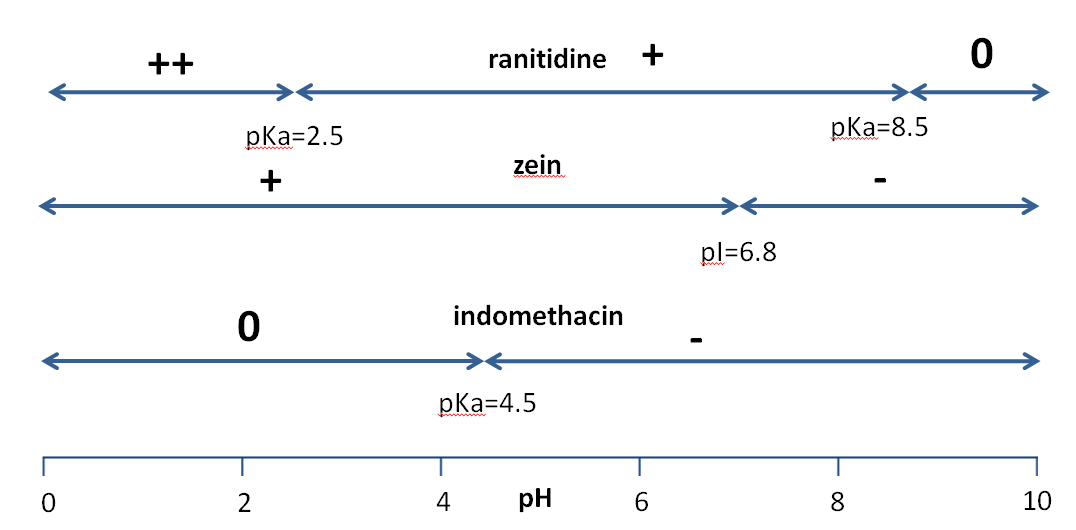 ++ ranitidine + 0
pKa=2.5 pKa=8.5
+ zein -
pI=6.8
0 indomethacin -
pKa=4.5
0 2 4 pH 6 8 10